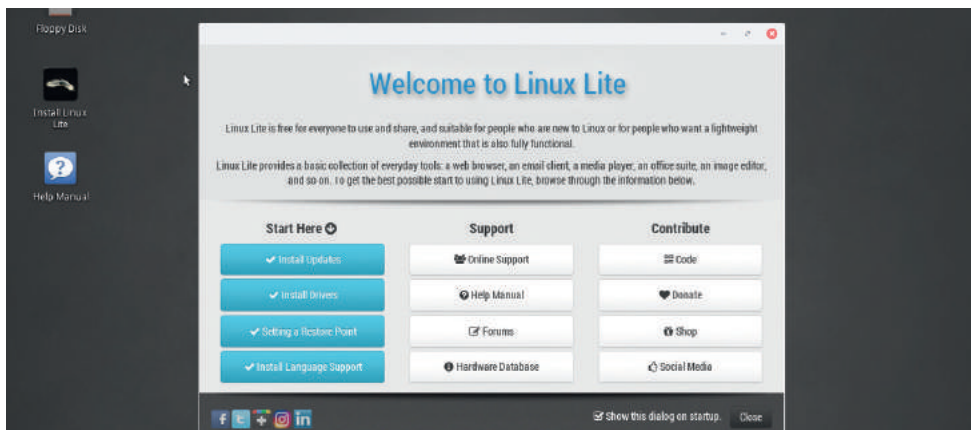 Floppy Disk
Install Linux
Lite
Help Manual
Welcome to Linux Lite
Linux Lite is free for everyone to use and share, and suitable for people who are new to Linux or for people who want a lightweight
environment that is also fully functional.
Linux Lite provides a basic collection of everyday tools: a web browser, an email client, a media player, an office suite, an image editor,
and so on. To get the best possible start to using Linux Lite, browse through the information below.
Start Here
Install Updates
Install Drivers
Setting a Restore Point
Install Language Support
Support
Online Support
Help Manual
Forums
Hardware Database
Contribute
Code
Donate
Shop
Social Media
Show this dialog on startup.
Close